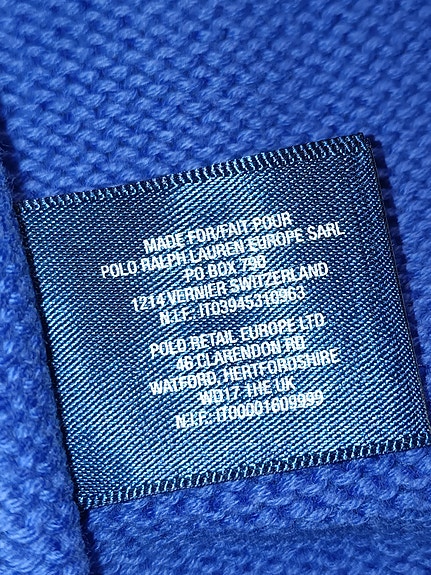 MADE FOR/FAIT POUR
POLO RALPH LAUREN EUROPE SARL
PO BOX 790
1214 VERNIER SWITZERLAND
N.I.F.: IT03945310963
POLO RETAIL EUROPE LTD
46 CLARENDON RD
WATFORD, HERTFORDSHIRE
WD17 1HE UK
N.I.F.: IT00001609999